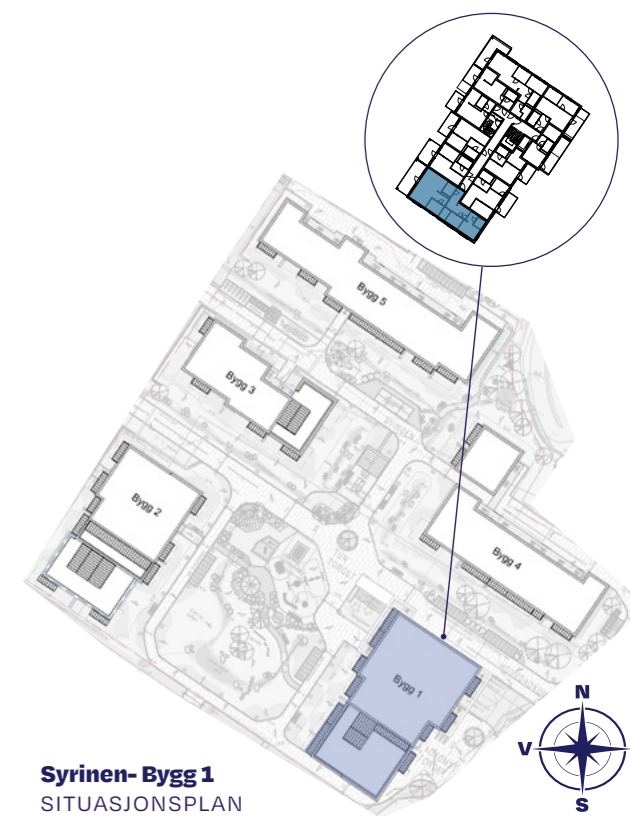 Bygg 5
Bygg 3
Bygg 2
Bygg 4
Bygg 1
N
V
S
Syrinen- Bygg 1
SITUASJONSPLAN